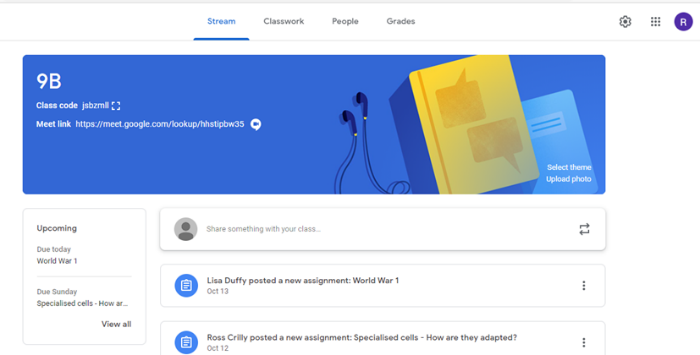 Stream Classwork People Grades
R
9B
Class code jsbzmll
Meet link https://meet.google.com/lookup/hhstipbw35
Select theme
Upload photo
Upcoming
Due today
World War 1
Due Sunday
Specialised cells - How ar...
View all
Share something with your class...
Lisa Duffy posted a new assignment: World War 1
Oct 13
Ross Crilly posted a new assignment: Specialised cells - How are they adapted?
Oct 12